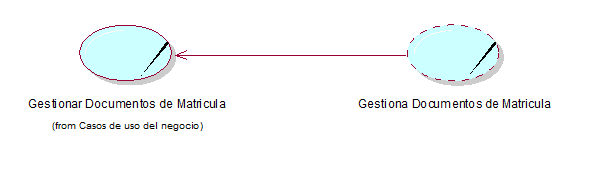 Gestionar Documentos de Matricula
(from Casos de uso del negocio)
Gestiona Documentos de Matricula